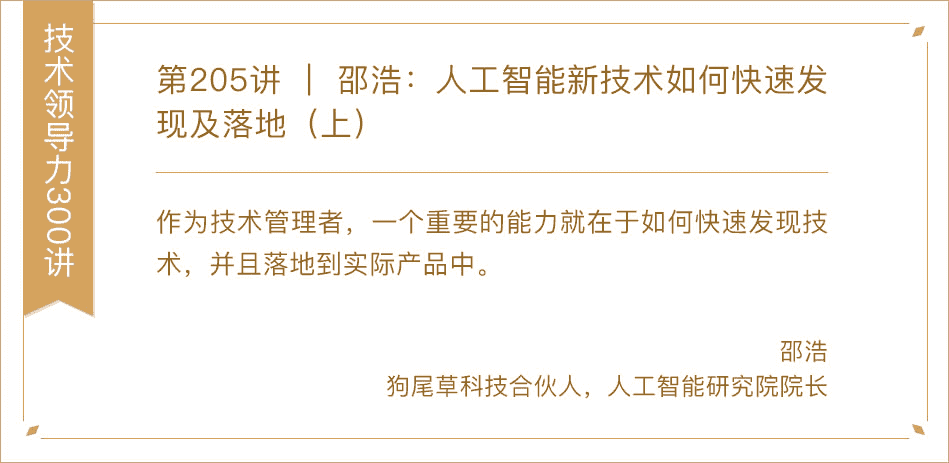 技术领导力300讲
第205讲 | 邵浩：人工智能新技术如何快速发
现及落地（上）
作为技术管理者，一个重要的能力就在于如何快速发现技
术，并且落地到实际产品中。
邵浩
狗尾草科技合伙人，人工智能研究院院长